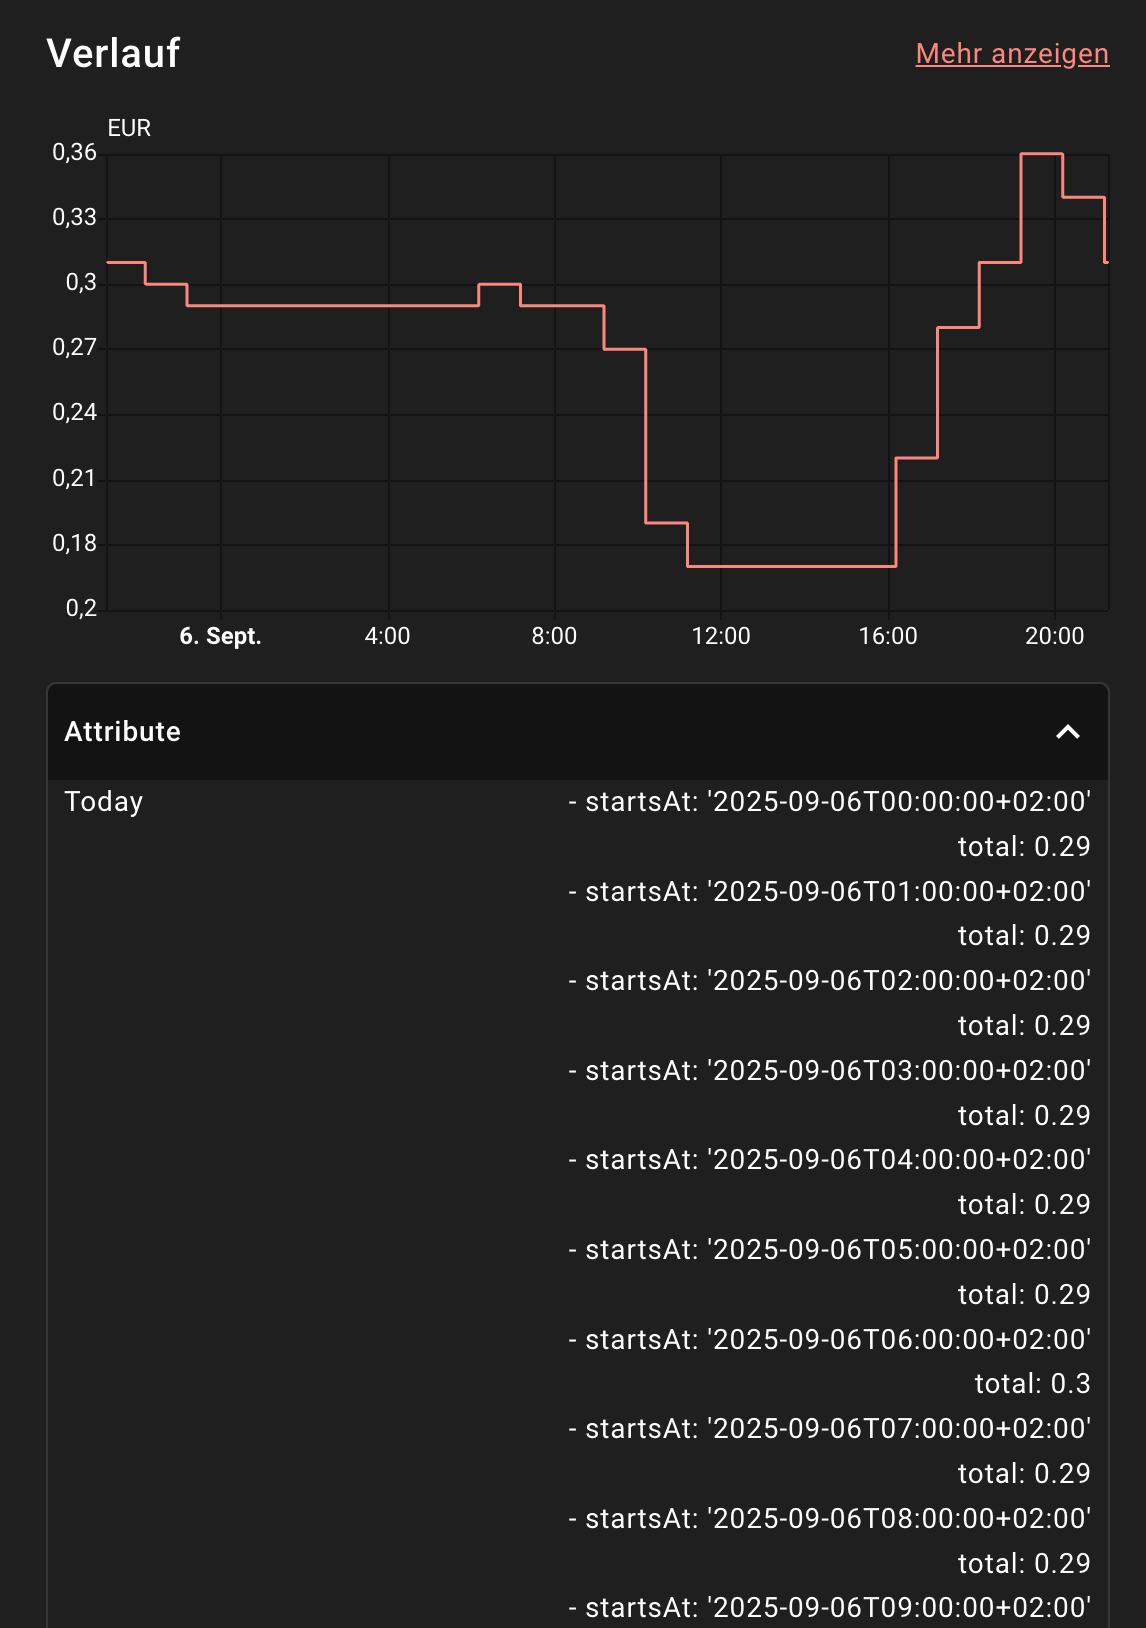 Verlauf
Mehr anzeigen
EUR
0,36
0,33
0,3
0,27
0,24
0,21
0,18
0,2
6. Sept.
4:00
8:00
12:00
16:00
20:00
Attribute
Today
- startsAt: '2025-09-06T00:00:00+02:00'
total: 0.29
- startsAt: '2025-09-06T01:00:00+02:00'
total: 0.29
- startsAt: '2025-09-06T02:00:00+02:00'
total: 0.29
- startsAt: '2025-09-06T03:00:00+02:00'
total: 0.29
- startsAt: '2025-09-06T04:00:00+02:00'
total: 0.29
- startsAt: '2025-09-06T05:00:00+02:00'
total: 0.29
- startsAt: '2025-09-06T06:00:00+02:00'
total: 0.3
- startsAt: '2025-09-06T07:00:00+02:00'
total: 0.29
- startsAt: '2025-09-06T08:00:00+02:00'
total: 0.29
- startsAt: '2025-09-06T09:00:00+02:00'